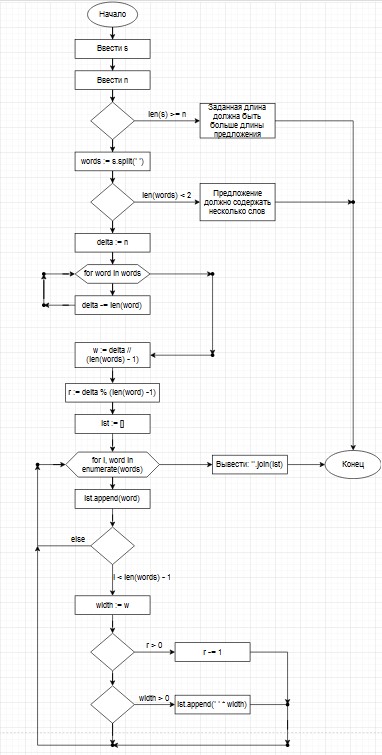 Начало
Ввести s
Ввести n
len(s) >= n
Заданная длина
должна быть
больше длины
предложения
words := s.split(' ')
len(words) < 2
Предложение
должно содержать
несколько слов
delta := n
for word in words
delta -= len(word)
w := delta //
(len(words) - 1)
r := delta % (len(word) -1)
lst := []
for I, word in
enumerate(words)
Вывести: ''.join(lst)
Конец
lst.append(word)
else
I < len(words) - 1
width := w
r > 0
r -= 1
width > 0
lst.append(' ' * width)